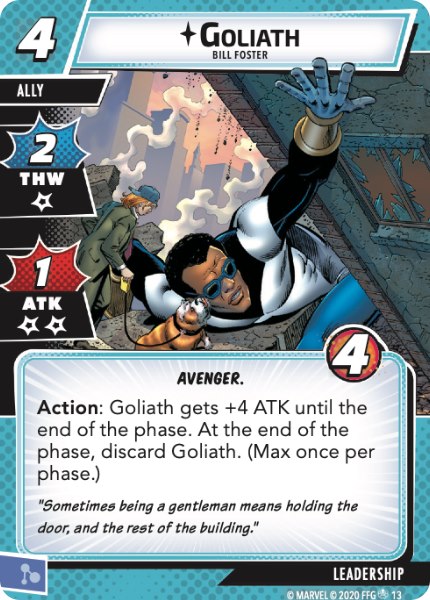 4
GOLIATH
BILL FOSTER
ALLY
2
THW
1
ATK
4
AVENGER.
Action: Goliath gets +4 ATK until the
end of the phase. At the end of the
phase, discard Goliath. (Max once per
phase.)
"Sometimes being a gentleman means holding the
door, and the rest of the building."
LEADERSHIP
© MARVEL © 2020 FFG 13